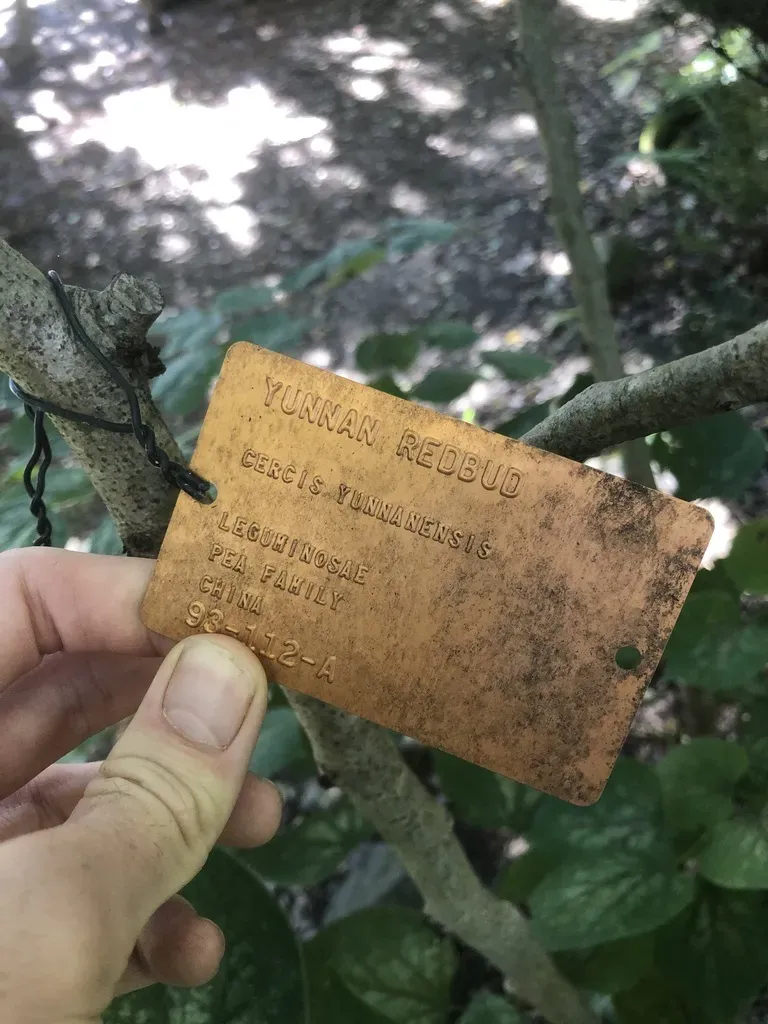 YUNNAN REDBUD
CERCIS YUNNANENSIS
LEGUMINOSAE
PEA FAMILY
CHINA
93-112-A